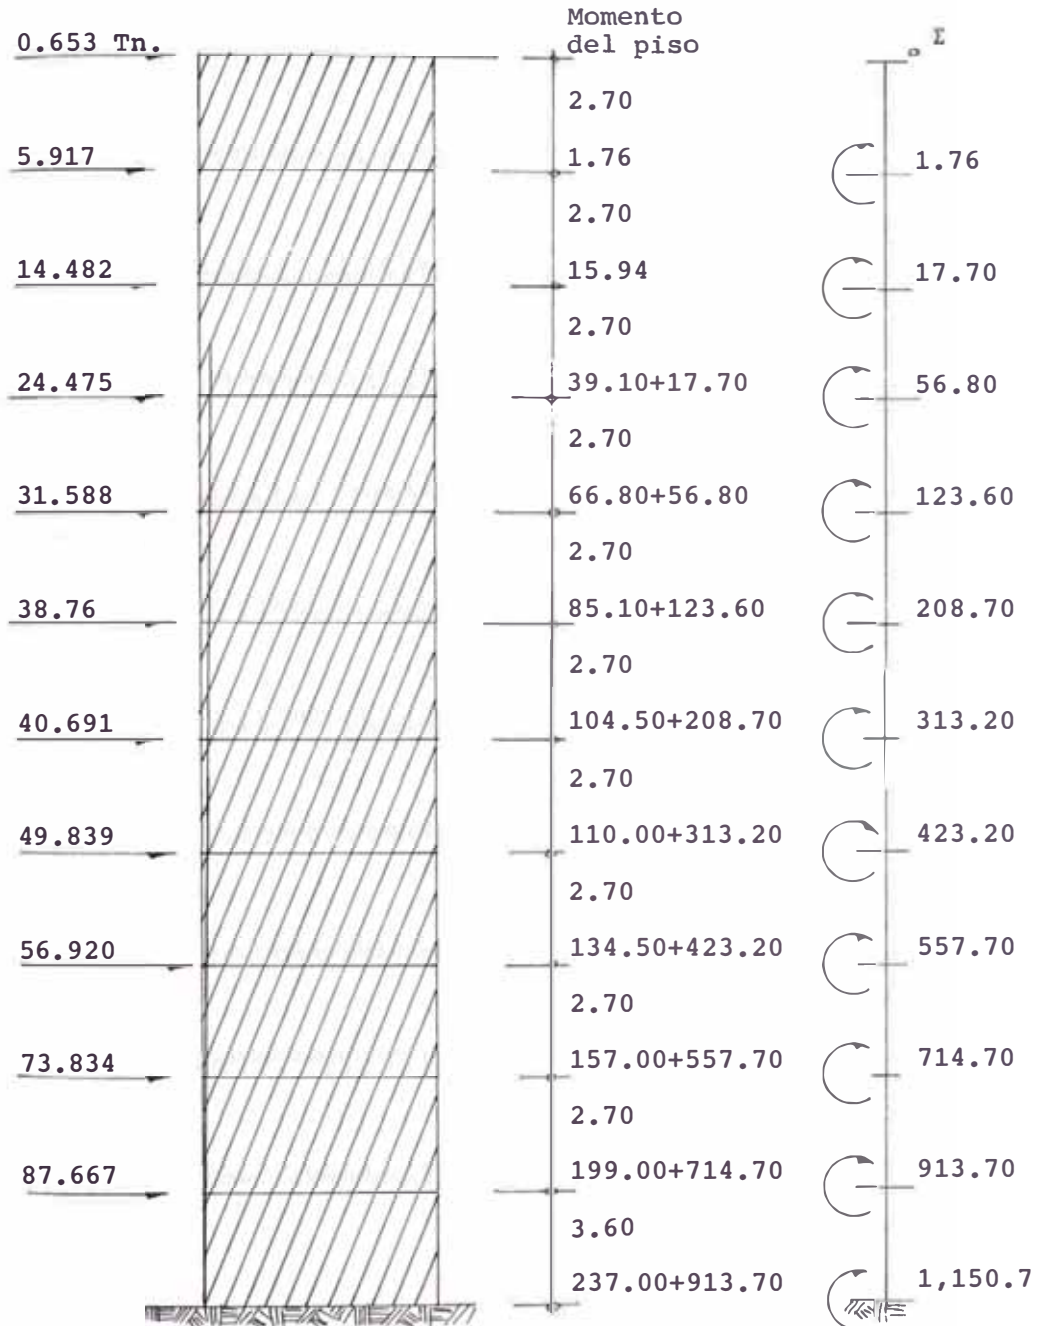 Momento
del piso
0.653 Tn.
Σ
2.70
5.917 1.76 1.76
2.70
14.482 15.94 17.70
2.70
24.475 39.10+17.70 56.80
2.70
31.588 66.80+56.80 123.60
2.70
38.76 85.10+123.60 208.70
2.70
40.691 104.50+208.70 313.20
2.70
49.839 110.00+313.20 423.20
2.70
56.920 134.50+423.20 557.70
2.70
73.834 157.00+557.70 714.70
2.70
87.667 199.00+714.70 913.70
3.60
237.00+913.70 1,150.7